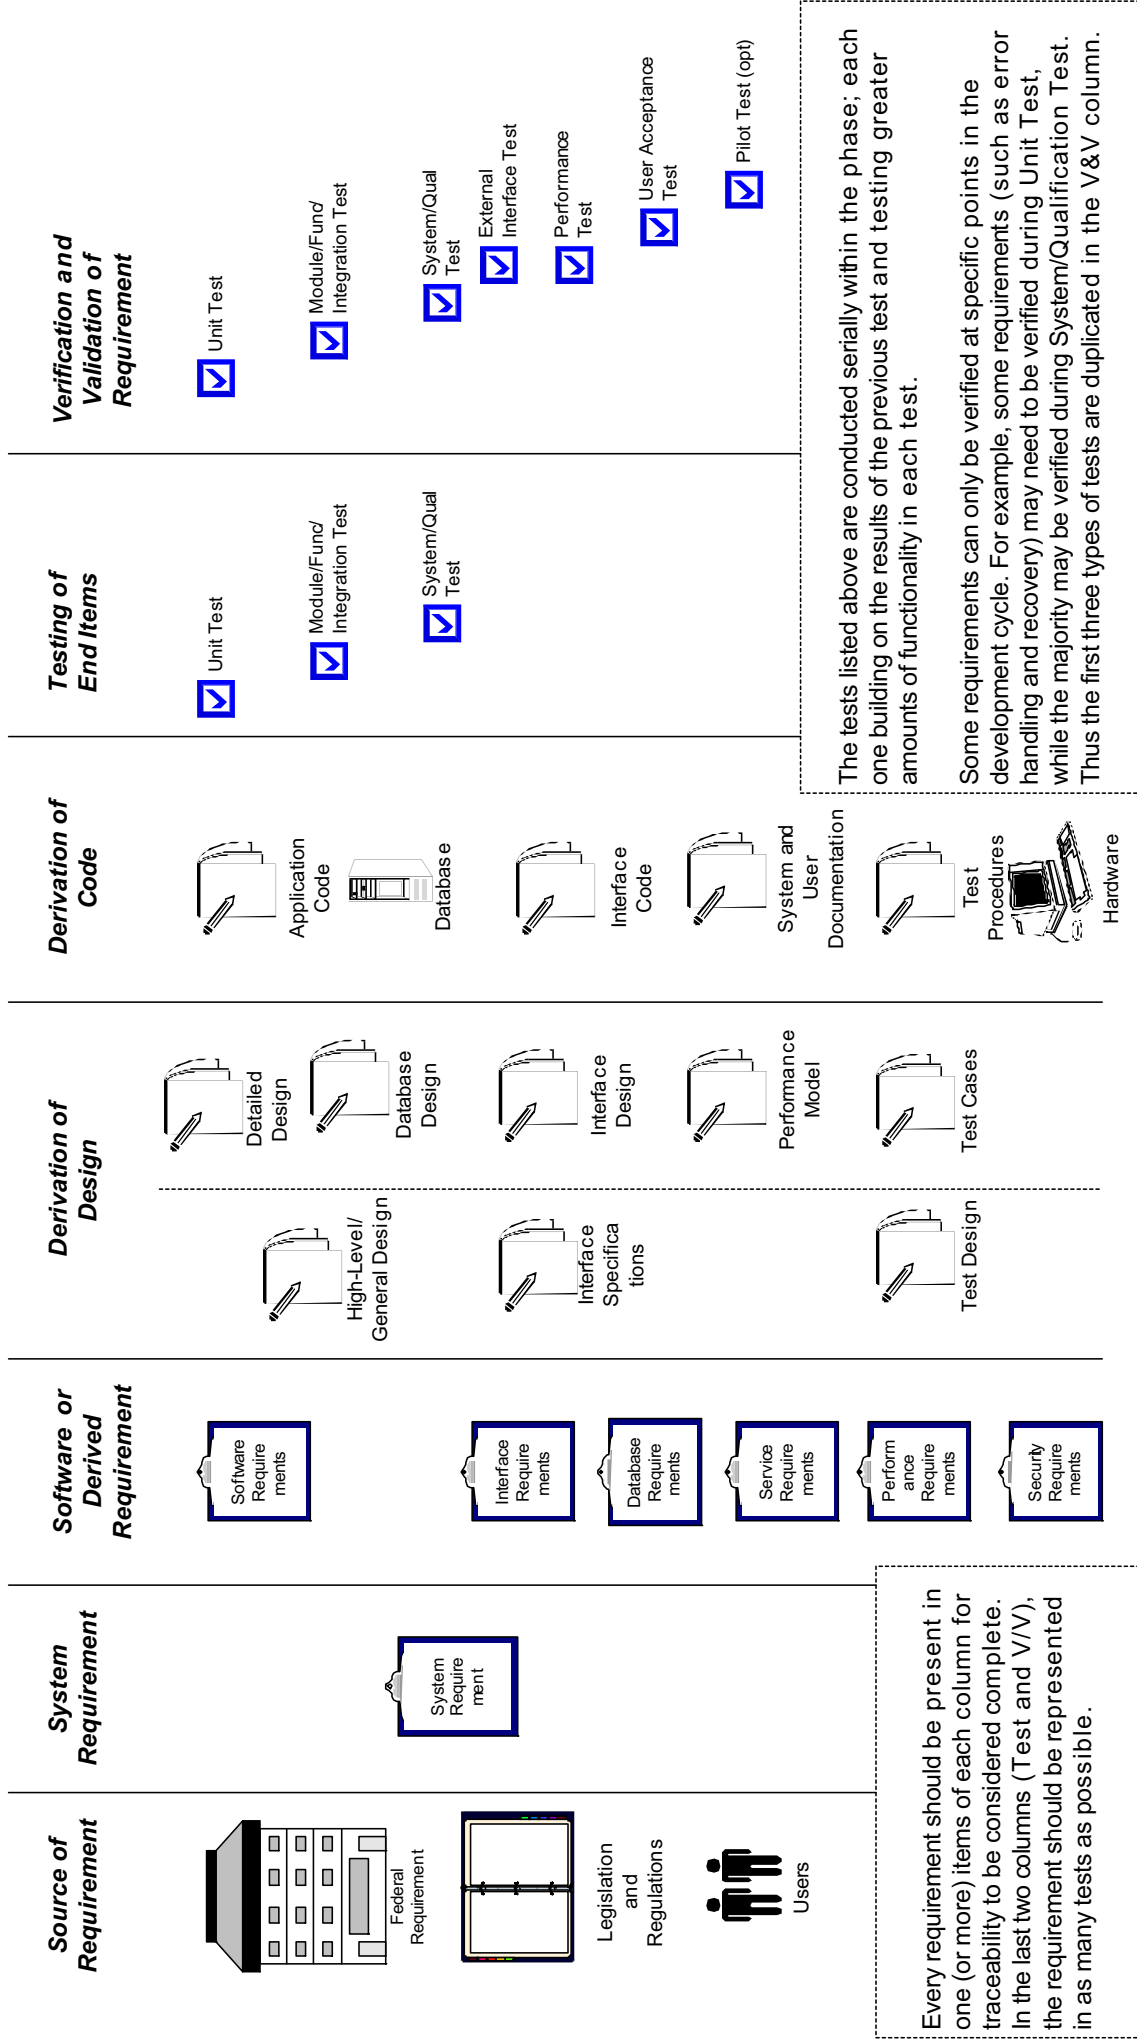 Source of
Requirement
System
Requirement
Software or
Derived
Requirement
Derivation of
Design
Derivation of
Code
Testing of
End Items
Verification and
Validation of
Requirement
Federal
Requirement
Legislation
and
Regulations
Users
System
Require
ment
Software
Require
ments
Interface
Require
ments
Database
Require
ments
Service
Require
ments
Perform
ance
Require
ments
Security
Require
ments
High-Level/
General Design
Interface
Specifica
tions
Test Design
Detailed
Design
Database
Design
Interface
Design
Performance
Model
Test Cases
Application
Code
Database
Interface
Code
System and
User
Documentation
Test
Procedures
Hardware
Unit Test
Module/Func/
Integration Test
System/Qual
Test
Unit Test
Module/Func/
Integration Test
System/Qual
Test
External
Interface Test
Performance
Test
User Acceptance
Test
Pilot Test (opt)
Every requirement should be present in
one (or more) items of each column for
traceability to be considered complete.
In the last two columns (Test and V/V),
the requirement should be represented
in as many tests as possible.
The tests listed above are conducted serially within the phase; each
one building on the results of the previous test and testing greater
amounts of functionality in each test.
Some requirements can only be verified at specific points in the
development cycle. For example, some requirements (such as error
handling and recovery) may need to be verified during Unit Test,
while the majority may be verified during System/Qualification Test.
Thus the first three types of tests are duplicated in the V&V column.